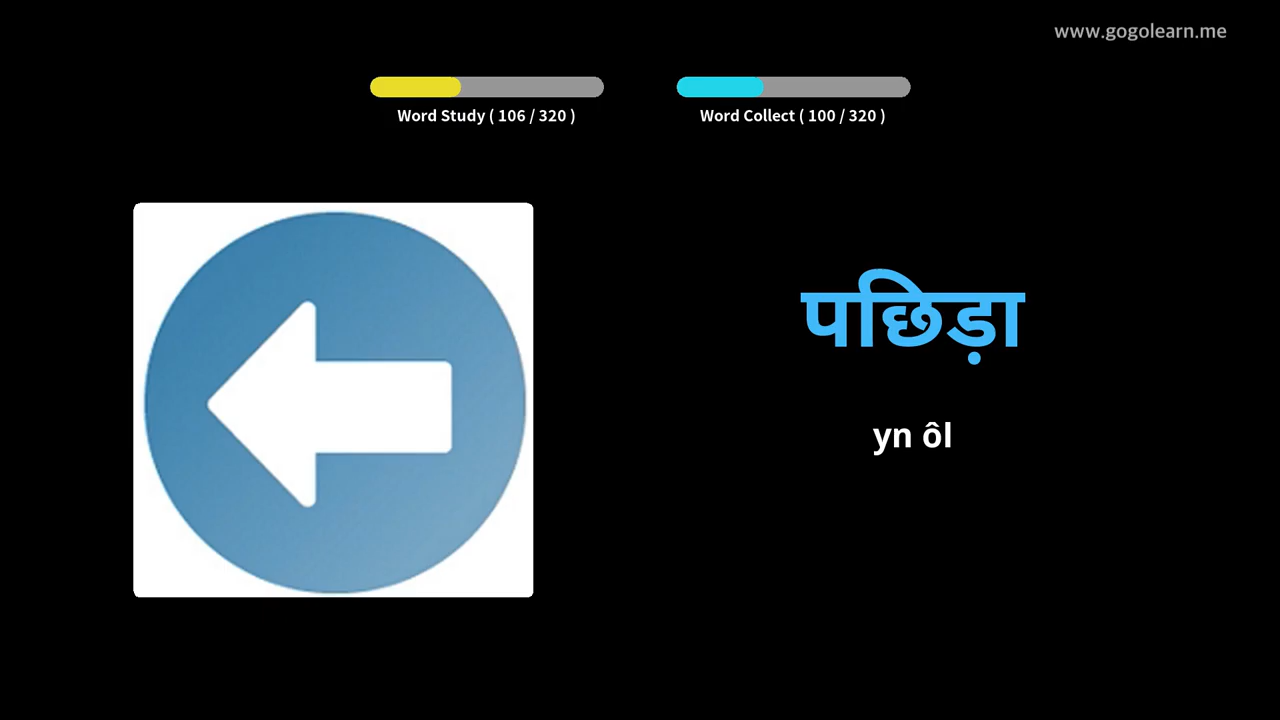 www.gogolearn.me
Word Study ( 106 / 320 )
Word Collect ( 100 / 320 )
पछिड़ा
yn ôl